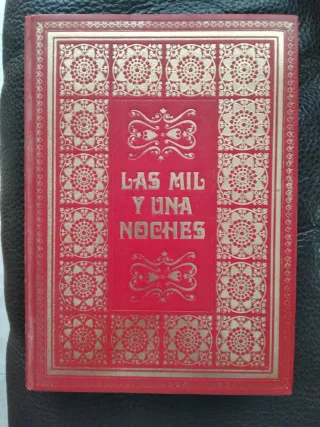 LAS MIL
Y UNA
NOCHES